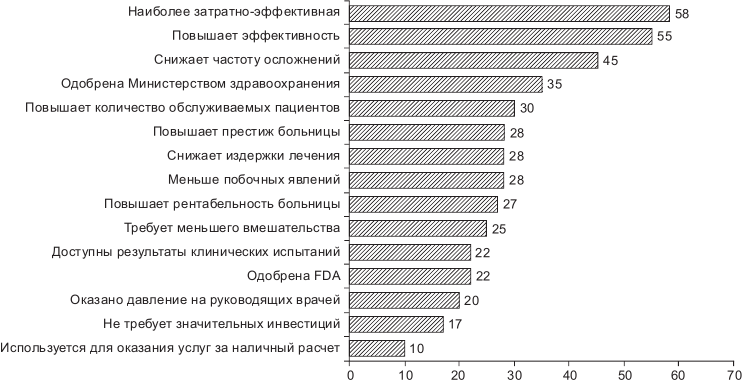 Наиболее затратно-эффективная 58
Повышает эффективность 55
Снижает частоту осложнений 45
Одобрена Министерством здравоохранения 35
Повышает количество обслуживаемых пациентов 30
Повышает престиж больницы 28
Снижает издержки лечения 28
Меньше побочных явлений 28
Повышает рентабельность больницы 27
Требует меньшего вмешательства 25
Доступны результаты клинических испытаний 22
Одобрена FDA 22
Оказано давление на руководящих врачей 20
Не требует значительных инвестиций 17
Используется для оказания услуг за наличный расчет 10
0 10 20 30 40 50 60 70